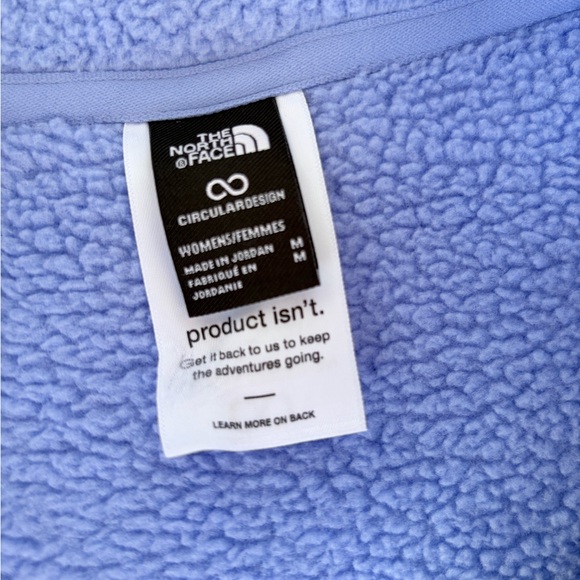 THE
NORTH
FACE
CIRCULARDESIGN
WOMENS/FEMMES M
MADE IN JORDAN M
FABRIQUÉ EN
JORDANIE
product isn't.
Get it back to us to keep
the adventures going.
LEARN MORE ON BACK